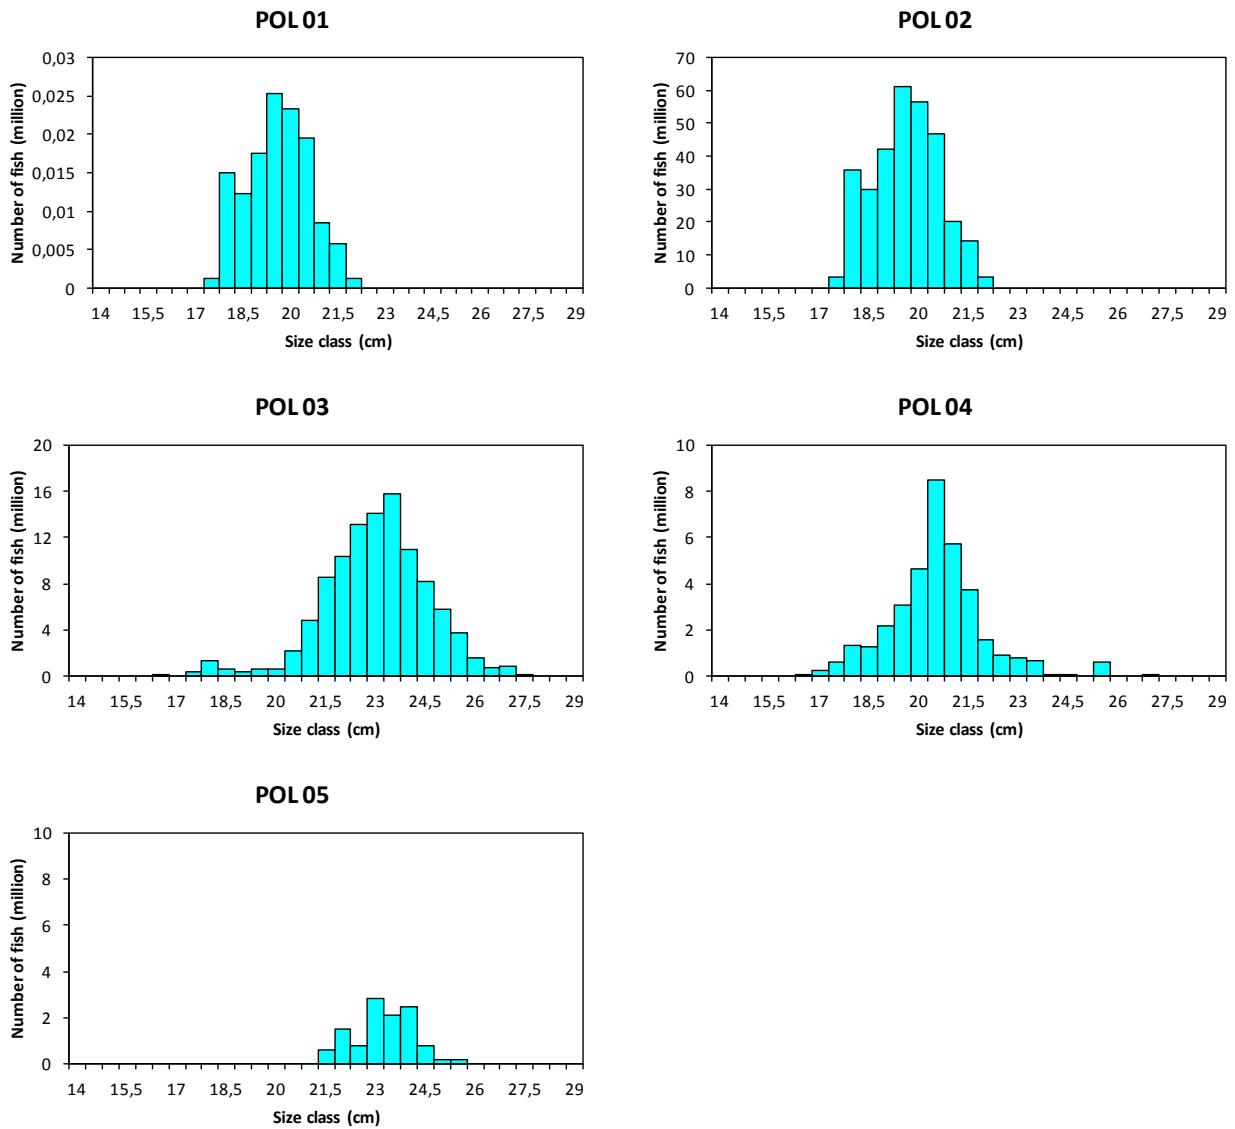 POL 01
Number of fish (million)
0,03
0,025
0,02
0,015
0,01
0,005
0
14 15,5 17 18,5 20 21,5 23 24,5 26 27,5 29
Size class (cm)
POL 02
Number of fish (million)
70
60
50
40
30
20
10
0
14 15,5 17 18,5 20 21,5 23 24,5 26 27,5 29
Size class (cm)
POL 03
Number of fish (million)
20
16
12
8
4
0
14 15,5 17 18,5 20 21,5 23 24,5 26 27,5 29
Size class (cm)
POL 04
Number of fish (million)
10
8
6
4
2
0
14 15,5 17 18,5 20 21,5 23 24,5 26 27,5 29
Size class (cm)
POL 05
Number of fish (million)
10
8
6
4
2
0
14 15,5 17 18,5 20 21,5 23 24,5 26 27,5 29
Size class (cm)